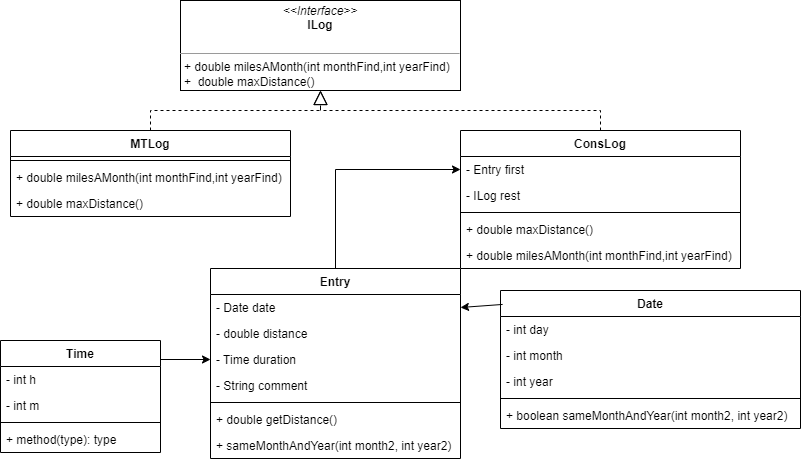 <<Interface>>
ILog
+ double milesAMonth(int monthFind,int yearFind)
+ double maxDistance()
MTLog
+ double milesAMonth(int monthFind,int yearFind)
+ double maxDistance()
ConsLog
- Entry first
- ILog rest
+ double maxDistance()
+ double milesAMonth(int monthFind,int yearFind)
Entry
- Date date
- double distance
- Time duration
- String comment
+ double getDistance()
+ sameMonthAndYear(int month2, int year2)
Date
- int day
- int month
- int year
+ boolean sameMonthAndYear(int month2, int year2)
Time
- int h
- int m
+ method(type): type